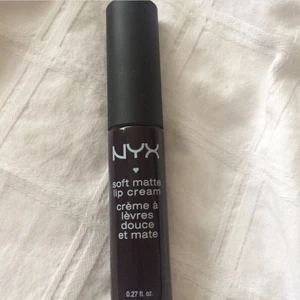 NYX
soft matte
lip cream
crème à
lèvres
douce
et mate
0.27 fl. oz.